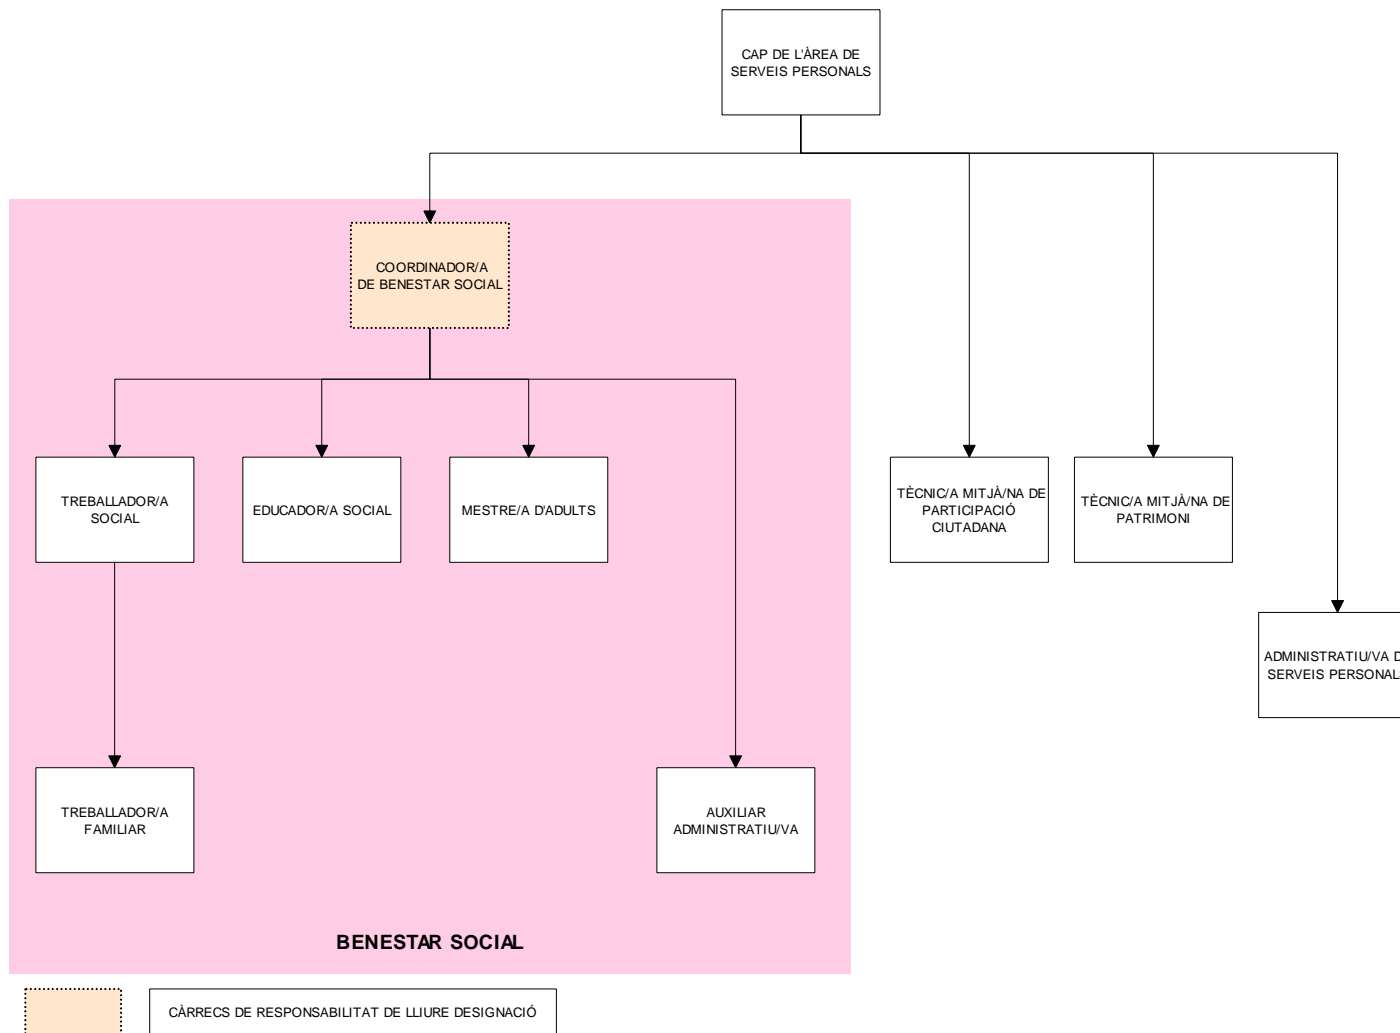 CAP DE L'ÀREA DE
SERVEIS PERSONALS
COORDINADOR/A
DE BENESTAR SOCIAL
TREBALLADOR/A
SOCIAL
EDUCADOR/A SOCIAL
MESTRE/A D'ADULTS
TÈCNIC/A MITJÀ/NA DE
PARTICIPACIÓ
CIUTADANA
TÈCNIC/A MITJÀ/NA DE
PATRIMONI
ADMINISTRATIU/VA
SERVEIS
TREBALLADOR/A
FAMILIAR
AUXILIAR
ADMINISTRATIU/VA
BENESTAR SOCIAL
CÀRRECS DE RESPONSABILITAT DE LLIURE DESIGNACIÓ